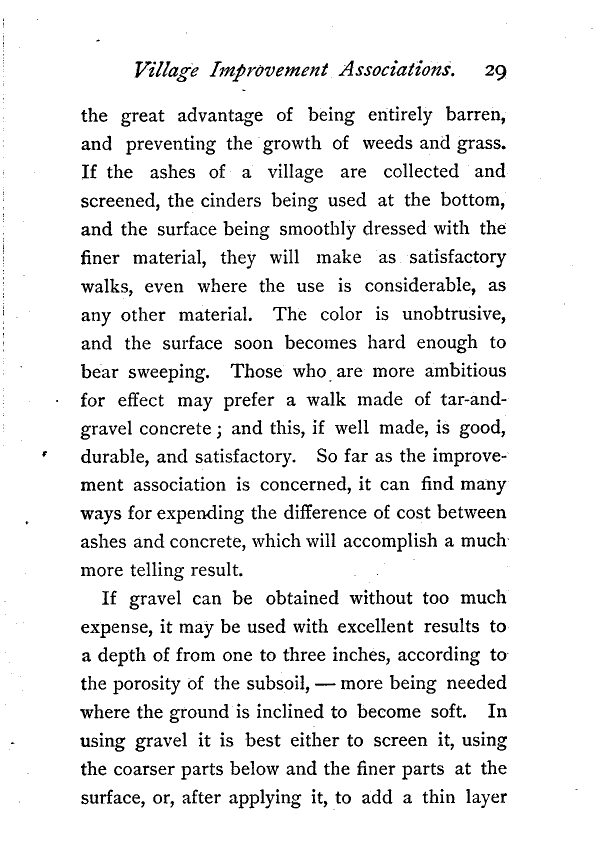 Village Improvement Associations. 29
the great advantage of being entirely barren,
and preventing the growth of weeds and grass.
If the ashes of a village are collected and
screened, the cinders being used at the bottom,
and the surface being smoothly dressed with the
finer material, they will make as satisfactory
walks, even where the use is considerable, as
any other material. The color is unobtrusive,
and the surface soon becomes hard enough to
bear sweeping. Those who are more ambitious
for effect may prefer a walk made of tar-and-
gravel concrete; and this, if well made, is good,
durable, and satisfactory. So far as the improve-
ment association is concerned, it can find many
ways for expending the difference of cost between
ashes and concrete, which will accomplish a much
more telling result.
If gravel can be obtained without too much
expense, it may be used with excellent results to
a depth of from one to three inches, according to
the porosity of the subsoil, — more being needed
where the ground is inclined to become soft. In
using gravel it is best either to screen it, using
the coarser parts below and the finer parts at the
surface, or, after applying it, to add a thin layer